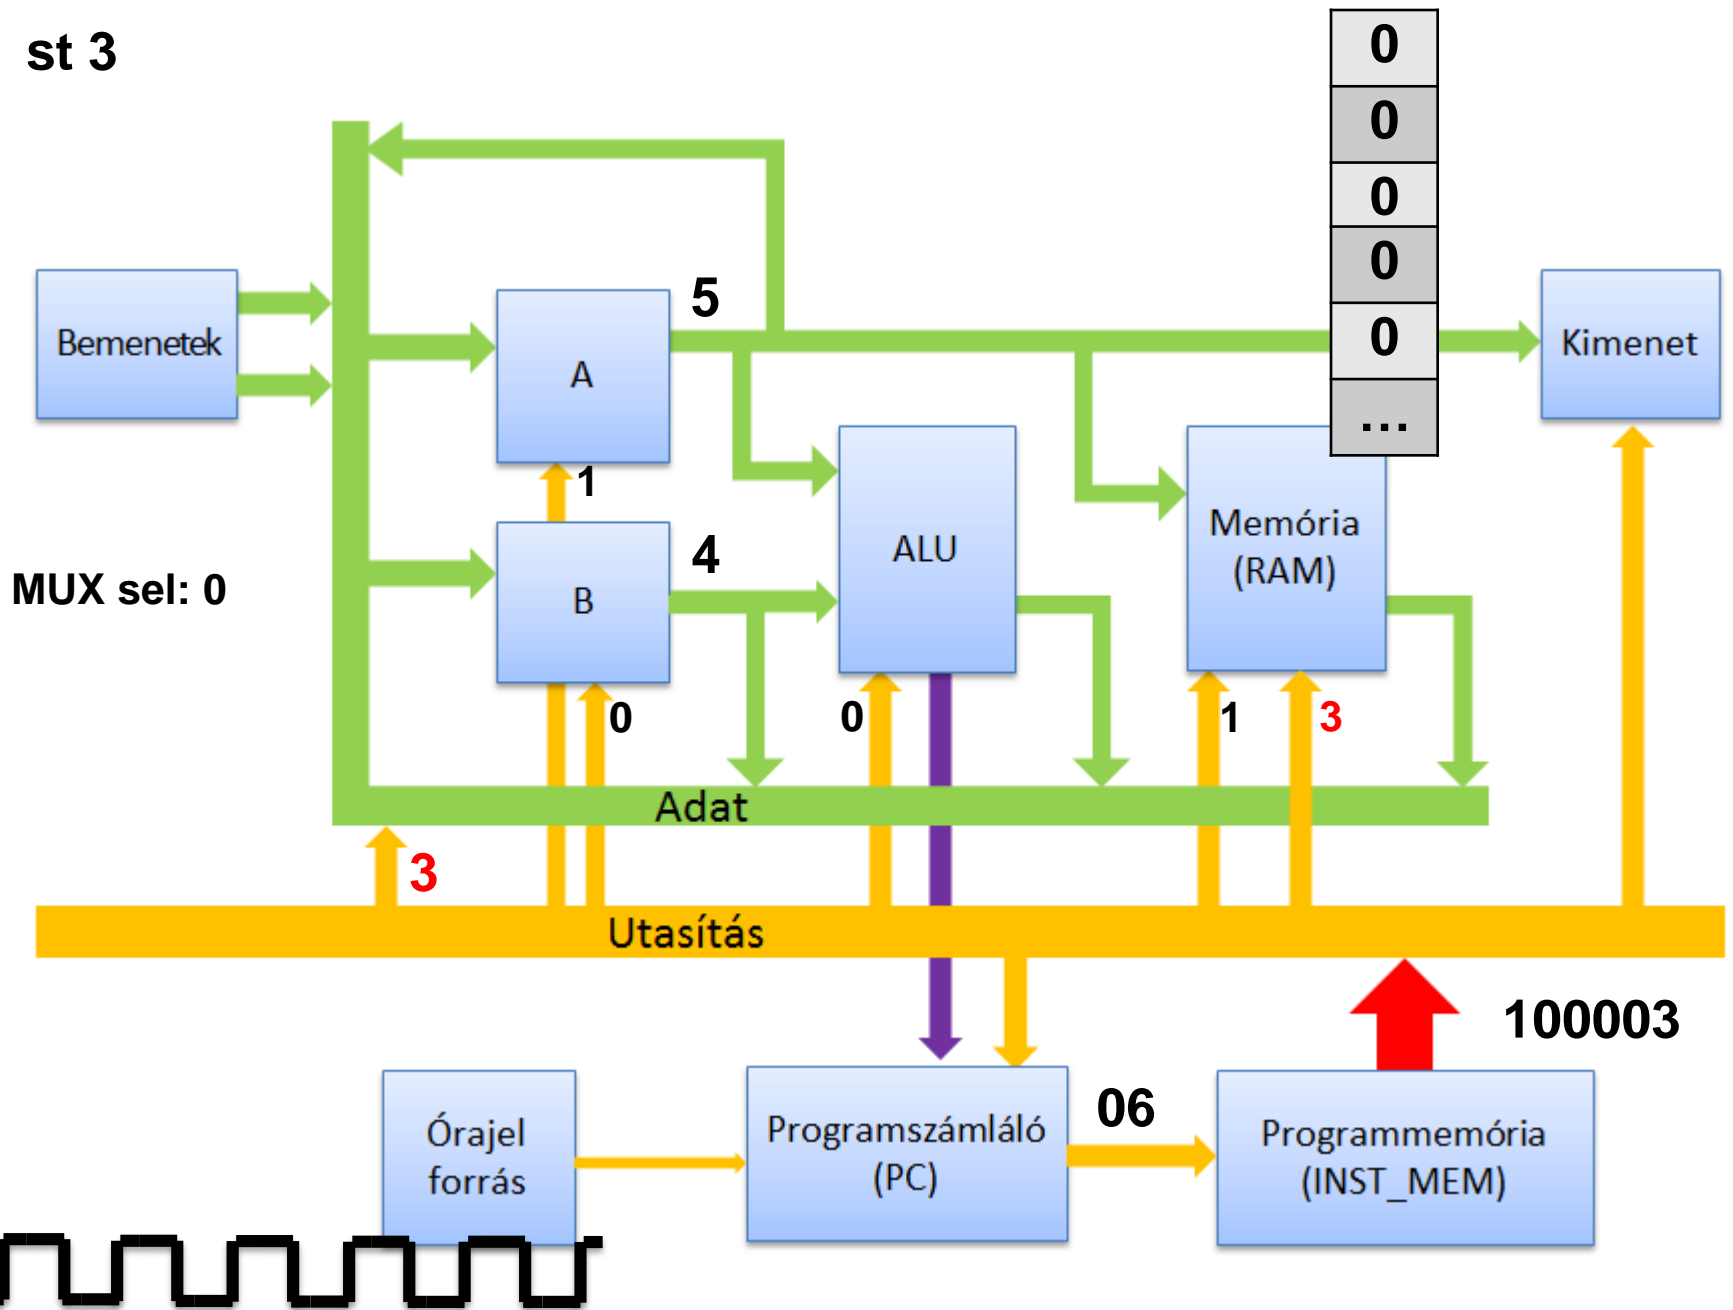 st 3
0
0
0
0
0
...
5
Bemenetek
A
Kimenet
1
4
ALU
Memória
(RAM)
MUX sel: 0
B
0
0
1
3
Adat
3
Utasítás
100003
06
Órajel
forrás
Programszámláló
(PC)
Programmemória
(INST_MEM)